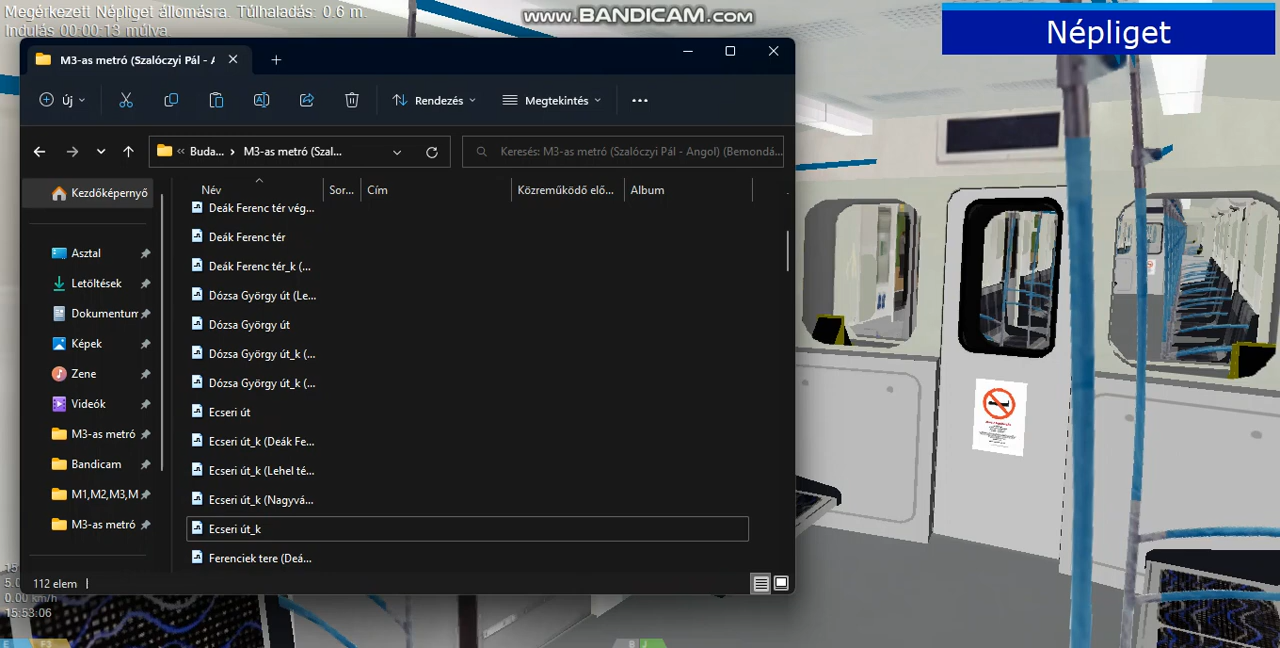 Megérkezett Népliget állomásra. Túlhaladás: 0.6 m.
Indulás 00:00:13 múlva.
www.BANDICAM.com
Népliget
M3-as metró (Szalóczyi Pál - A
Új
Rendezés
Megtekintés
« Buda... › M3-as metró (Szal...
Keresés: M3-as metró (Szalóczyi Pál - Angol) (Bemondá...
Kezdőképernyő
Asztal
Letöltések
Dokumentum
Képek
Zene
Videók
M3-as metró
Bandicam
M1,M2,M3,M
M3-as metró
Név
Sor...
Cím
Közreműködő elő...
Album
Deák Ferenc tér vég...
Deák Ferenc tér
Deák Ferenc tér_k (...
Dózsa György út (Le...
Dózsa György út
Dózsa György út_k (...
Dózsa György út_k (...
Ecseri út
Ecseri út_k (Deák Fe...
Ecseri út_k (Lehel té...
Ecseri út_k (Nagyvá...
Ecseri út_k
Ferenciek tere (Deá...
112 elem
0.00 km/h
15:53:06
E
F3
B
J